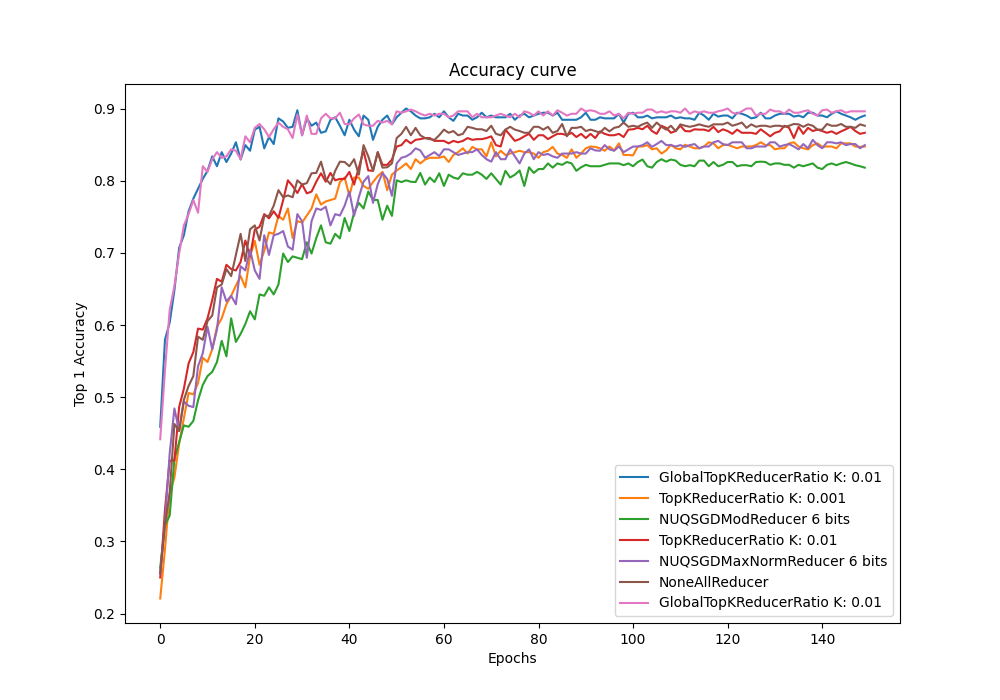 Accuracy curve
Top 1 Accuracy
0.9
0.8
0.7
0.6
0.5
0.4
0.3
0.2
GlobalTopKReducerRatio K: 0.01
TopKReducerRatio K: 0.001
NUQSGDModReducer 6 bits
TopKReducerRatio K: 0.01
NUQSGDMaxNormReducer 6 bits
NoneAllReducer
GlobalTopKReducerRatio K: 0.01
0 20 40 60 80 100 120 140
Epochs